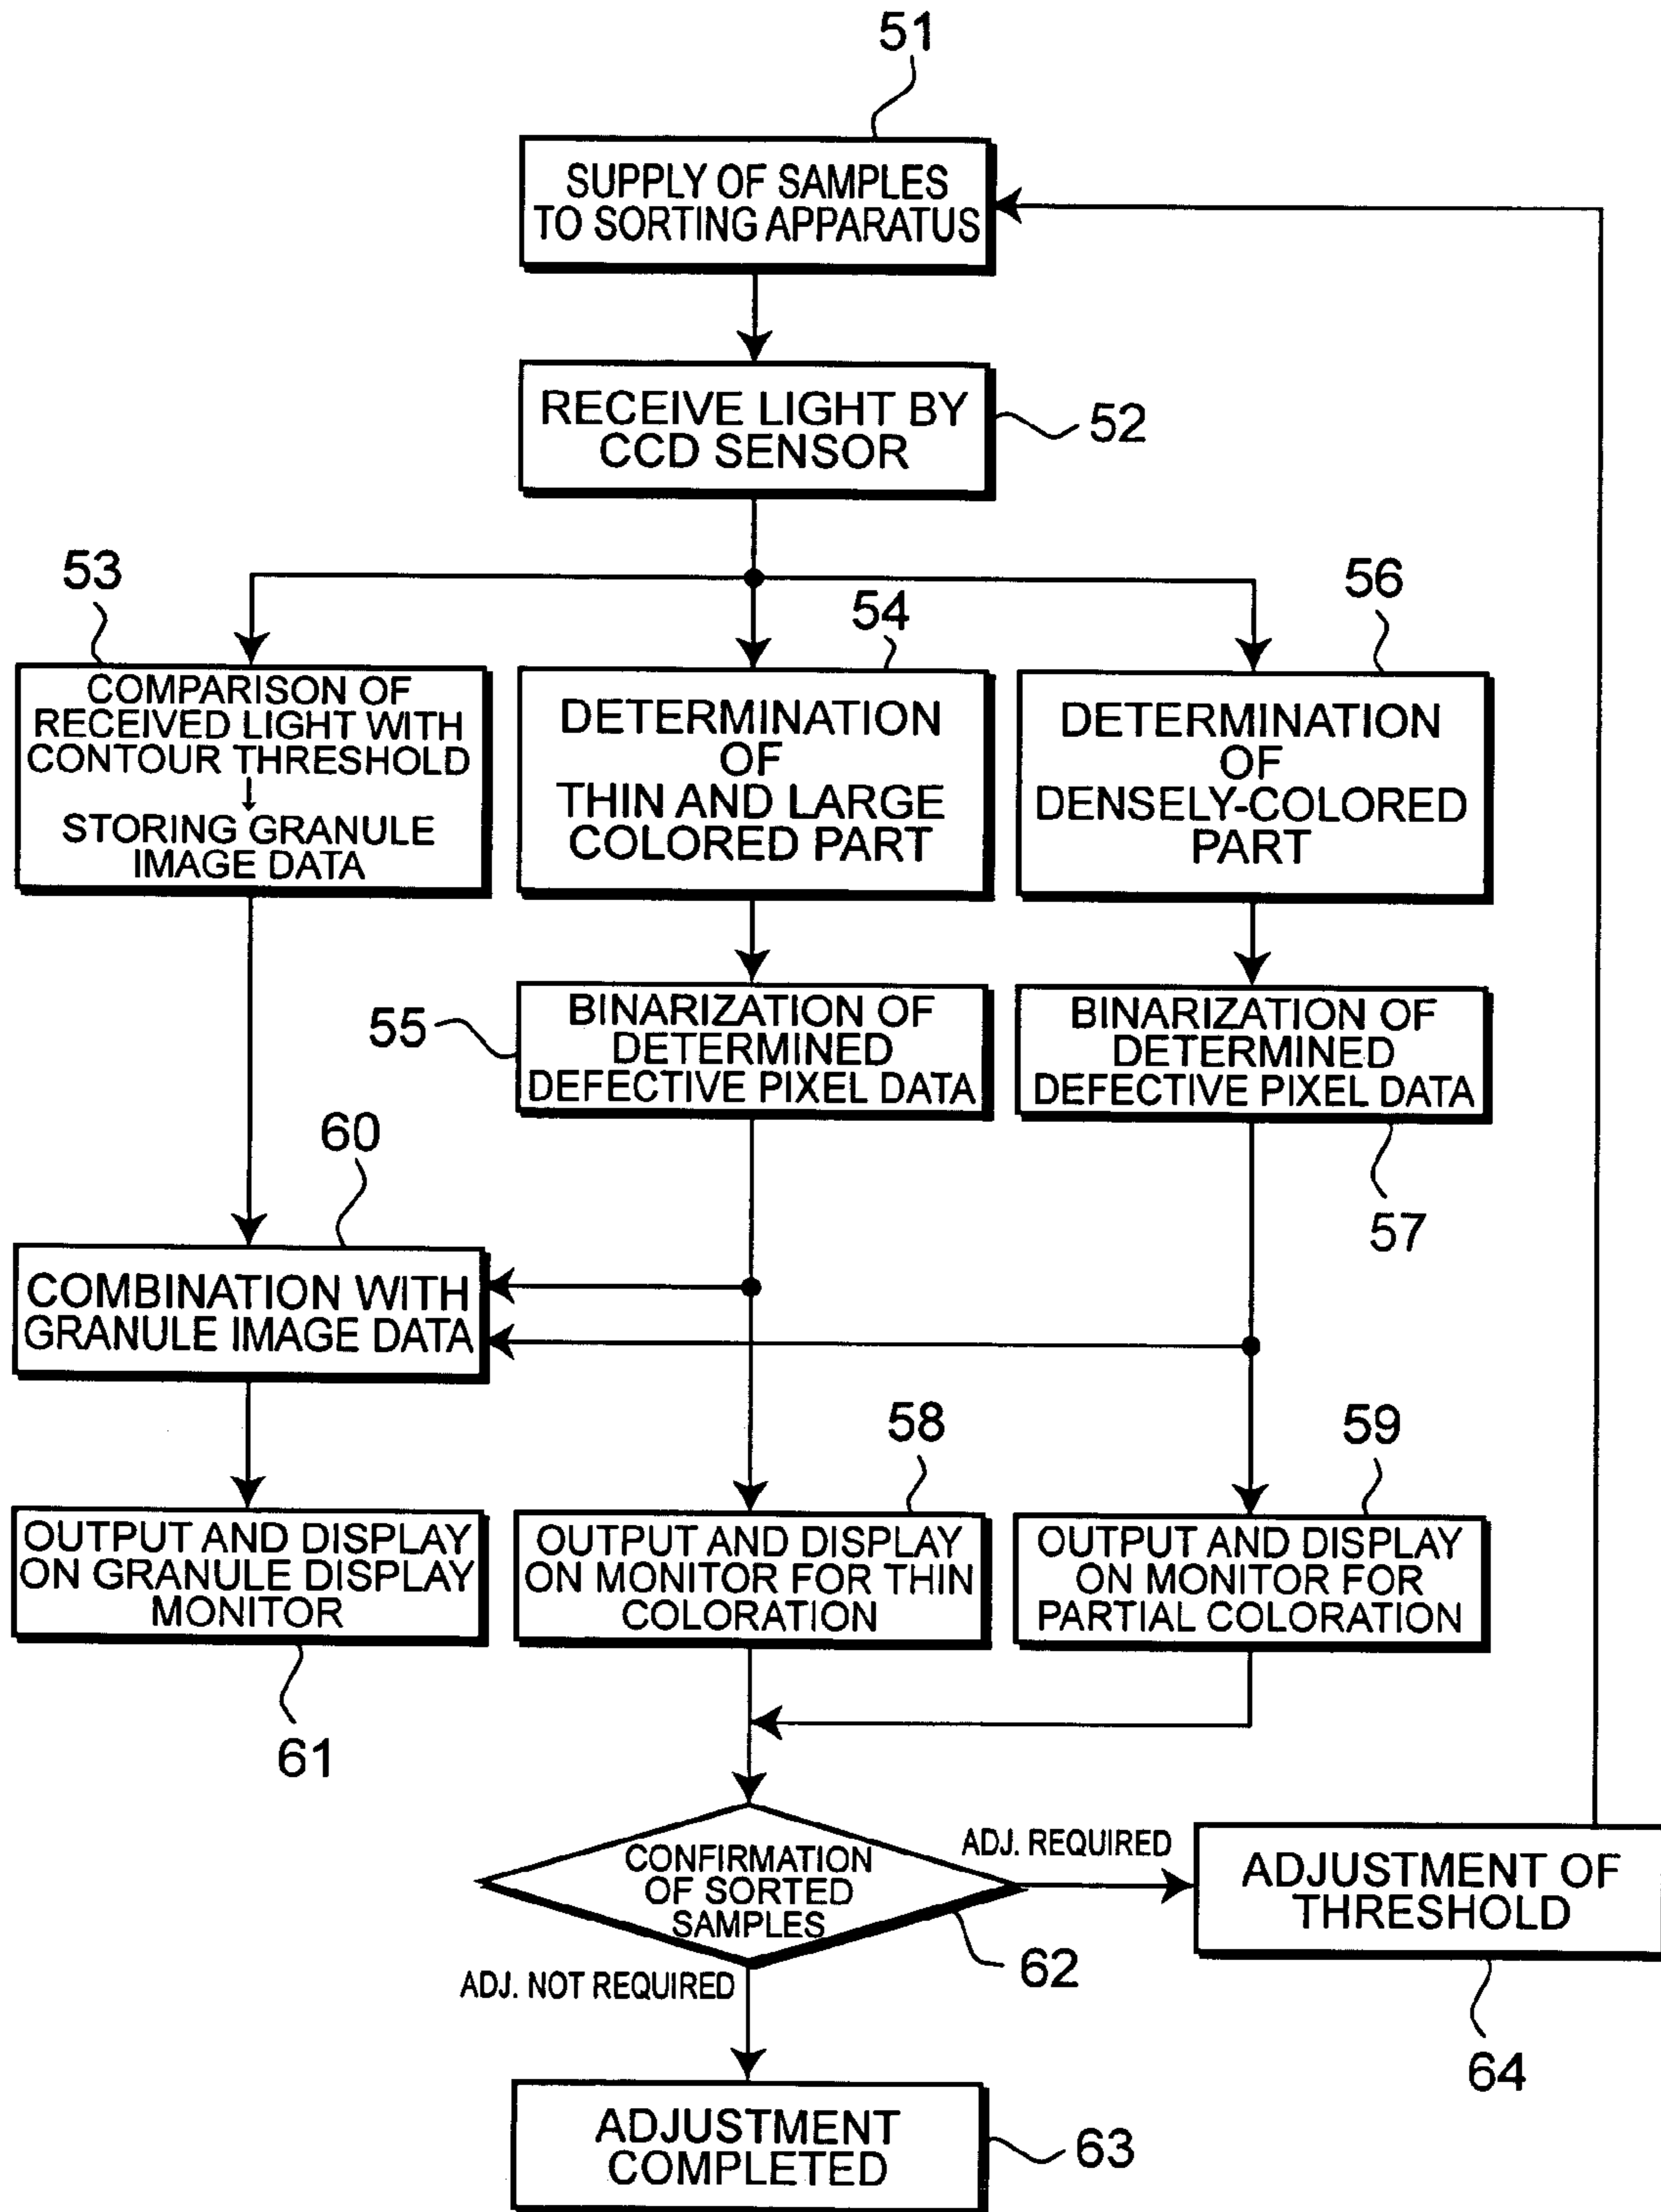 51
SUPPLY OF SAMPLES
TO SORTING APPARATUS
RECEIVE LIGHT BY
CCD SENSOR
52
53
54
56
COMPARISON OF
RECEIVED LIGHT WITH
CONTOUR THRESHOLD
↓
STORING GRANULE
IMAGE DATA
DETERMINATION
OF
THIN AND LARGE
COLORED PART
DETERMINATION
OF
DENSELY-COLORED
PART
55
BINARIZATION OF
DETERMINED
DEFECTIVE PIXEL DATA
BINARIZATION OF
DETERMINED
DEFECTIVE PIXEL DATA
57
60
COMBINATION WITH
GRANULE IMAGE DATA
58
59
OUTPUT AND DISPLAY
ON GRANULE DISPLAY
MONITOR
OUTPUT AND DISPLAY
ON MONITOR FOR THIN
COLORATION
OUTPUT AND DISPLAY
ON MONITOR FOR
PARTIAL COLORATION
61
CONFIRMATION
OF SORTED
SAMPLES
62
ADJ. REQUIRED
ADJUSTMENT OF
THRESHOLD
64
ADJ. NOT REQUIRED
ADJUSTMENT
COMPLETED
63